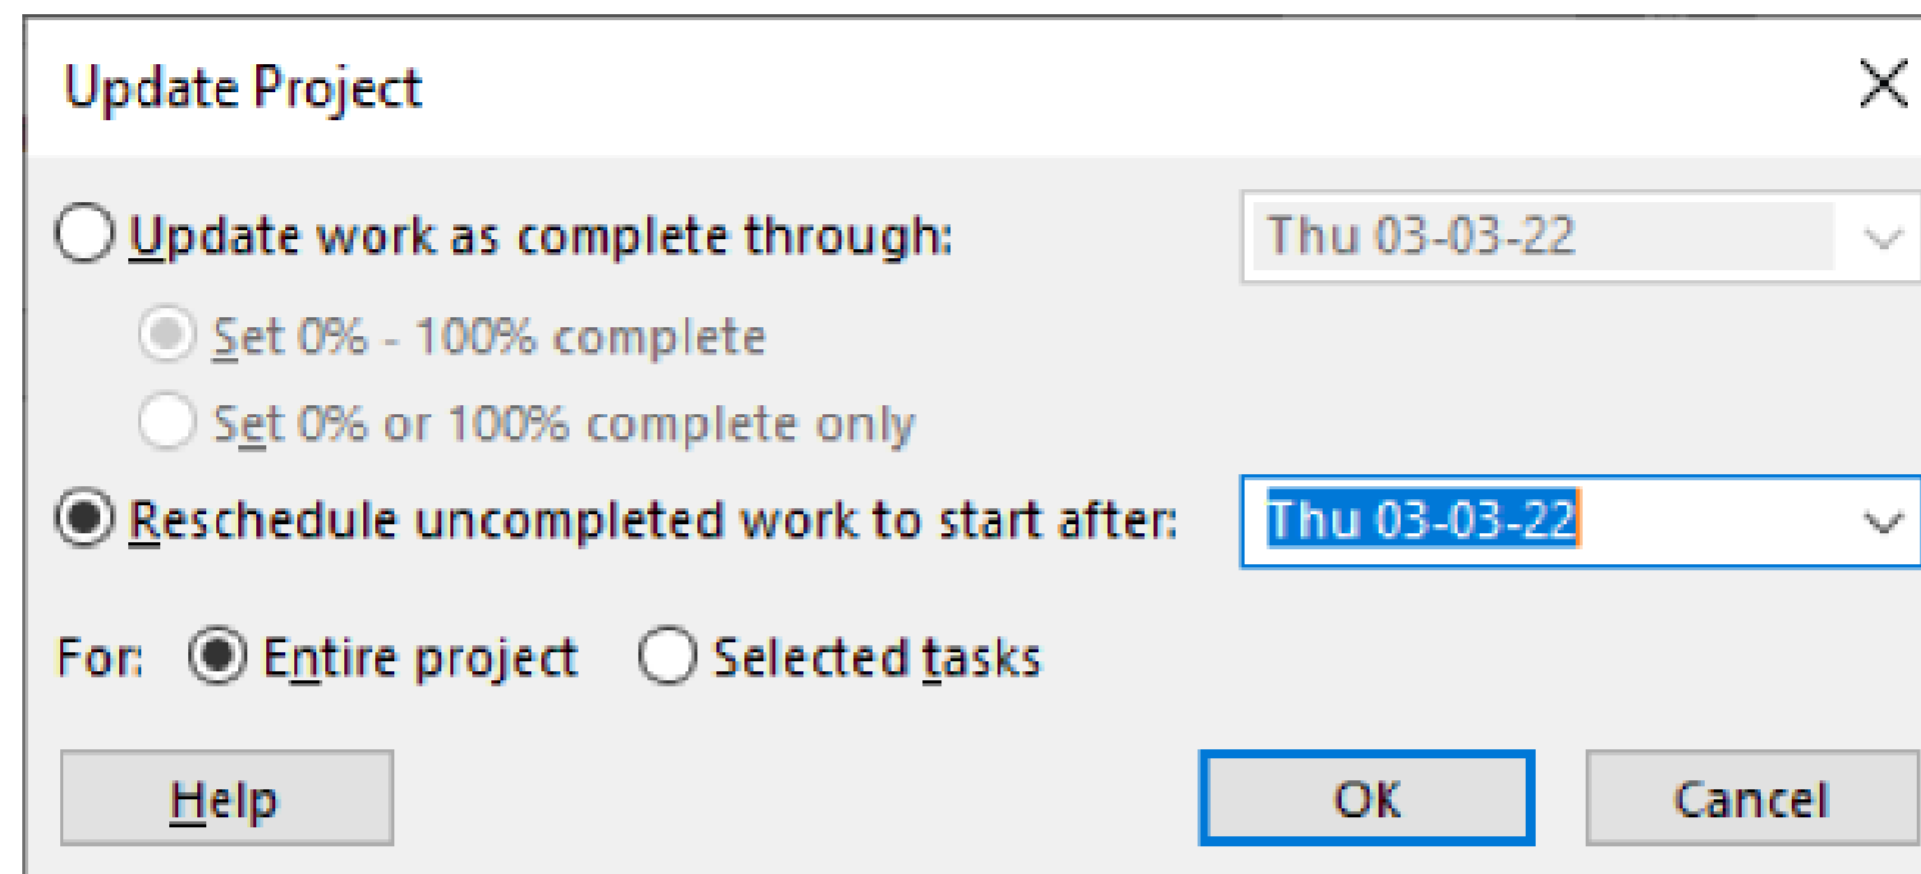 Update Project
Update work as complete through: Thu 03-03-22
Set 0% - 100% complete
Set 0% or 100% complete only
Reschedule uncompleted work to start after: Thu 03-03-22
For: Entire project Selected tasks
Help OK Cancel